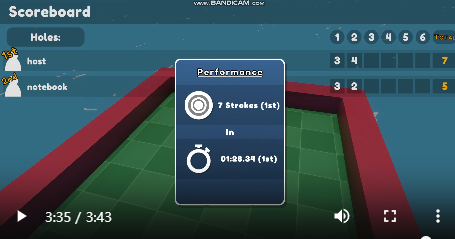 www.BANDICAM.com
Scoreboard
Holes: 1 2 3 4 5 6
1st host 3 4 7
2nd notebook 3 2 5
Performance
7 Strokes (1st)
In
01:28.34 (1st)
3:35 / 3:43